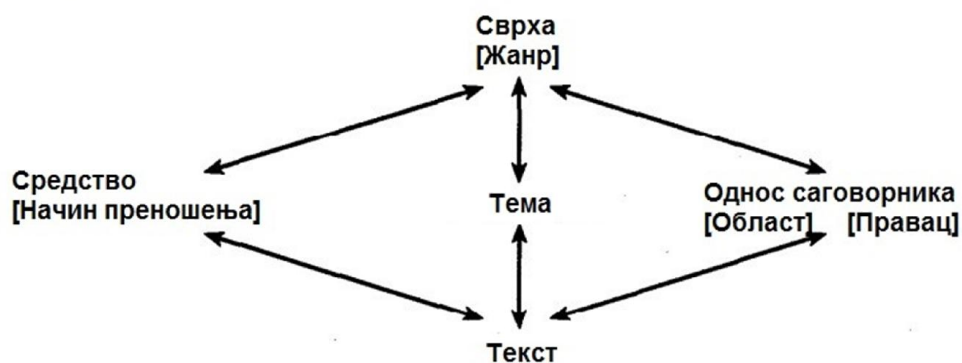 Сврха
[Жанр]
Средство
[Начин преношења]
Тема
Однос саговорника
[Област] [Правац]
Текст